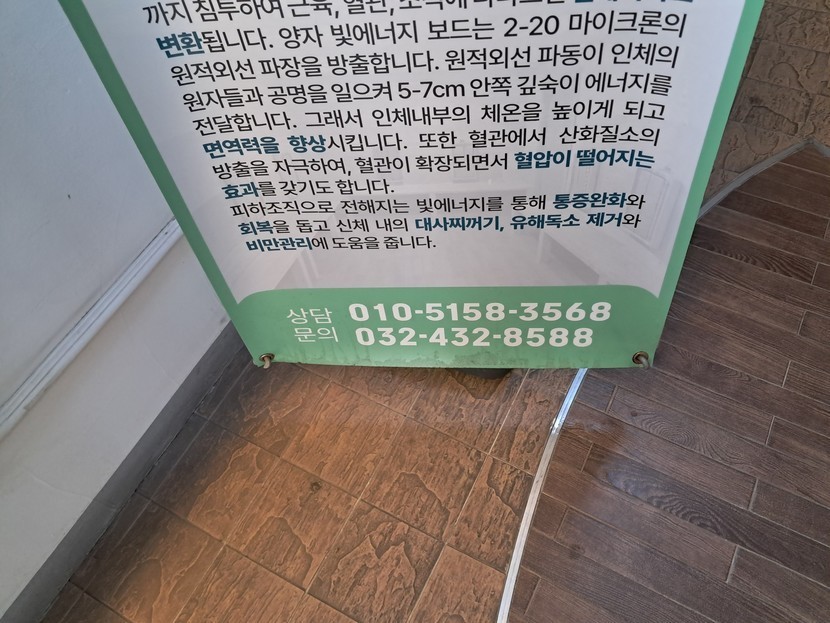 까지 침투하여 근육, 혈관,
변환됩니다. 양자 빛에너지 보드는 2-20 마이크론의
원적외선 파장을 방출합니다. 원적외선 파동이 인체의
원자들과 공명을 일으켜 5-7cm 안쪽 깊숙이 에너지를
전달합니다. 그래서 인체내부의 체온을 높이게 되고
면역력을 향상시킵니다. 또한 혈관에서 산화질소의
방출을 자극하여, 혈관이 확장되면서 혈압이 떨어지는
효과를 갖기도 합니다.
피하조직으로 전해지는 빛에너지를 통해 통증완화와
회복을 돕고 신체 내의 대사찌꺼기, 유해독소 제거와
비만관리에 도움을 줍니다.
상담 010-5158-3568
문의 032-432-8588